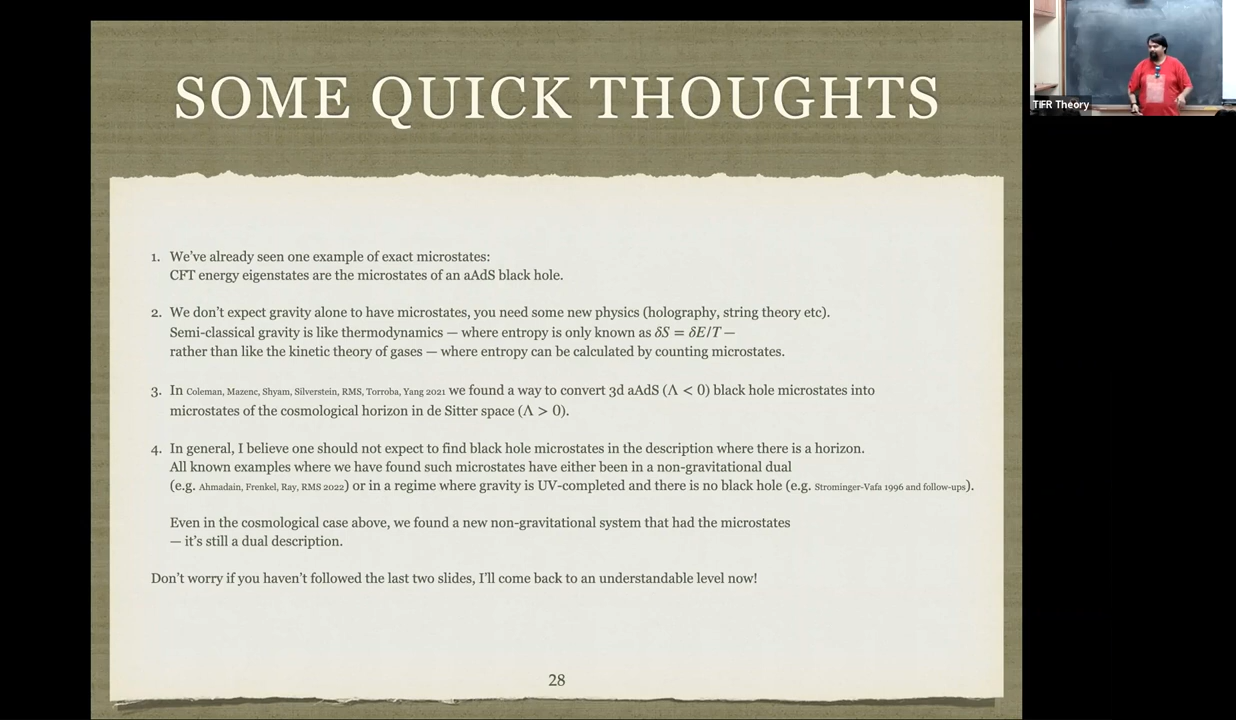 SOME QUICK THOUGHTS
TIFR Theory
1. We've already seen one example of exact microstates:
CFT energy eigenstates are the microstates of an aAdS black hole.
2. We don't expect gravity alone to have microstates, you need some new physics (holography, string theory etc).
Semi-classical gravity is like thermodynamics — where entropy is only known as δS = δE/T —
rather than like the kinetic theory of gases — where entropy can be calculated by counting microstates.
3. In Coleman, Mazenc, Shyam, Silverstein, RMS, Torroba, Yang 2021 we found a way to convert 3d aAdS (Λ < 0) black hole microstates into
microstates of the cosmological horizon in de Sitter space (Λ > 0).
4. In general, I believe one should not expect to find black hole microstates in the description where there is a horizon.
All known examples where we have found such microstates have either been in a non-gravitational dual
(e.g. Ahmadain, Frenkel, Ray, RMS 2022) or in a regime where gravity is UV-completed and there is no black hole (e.g. Strominger-Vafa 1996 and follow-ups).
Even in the cosmological case above, we found a new non-gravitational system that had the microstates
— it's still a dual description.
Don't worry if you haven't followed the last two slides, I'll come back to an understandable level now!
28